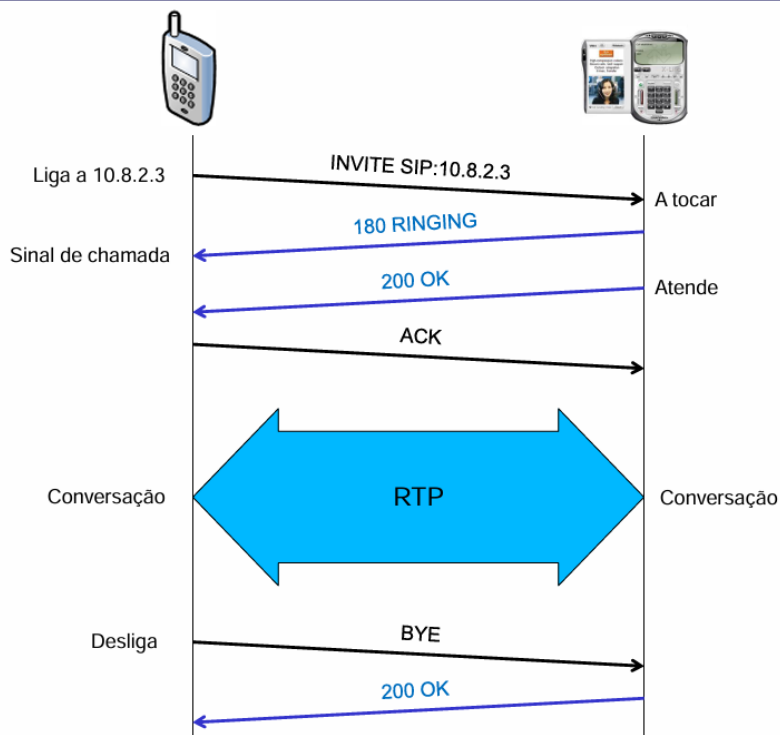 INVITE SIP:10.8.2.3
Liga a 10.8.2.3
A tocar
180 RINGING
Sinal de chamada
200 OK
Atende
ACK
Conversação
RTP
Conversação
Desliga
BYE
200 OK